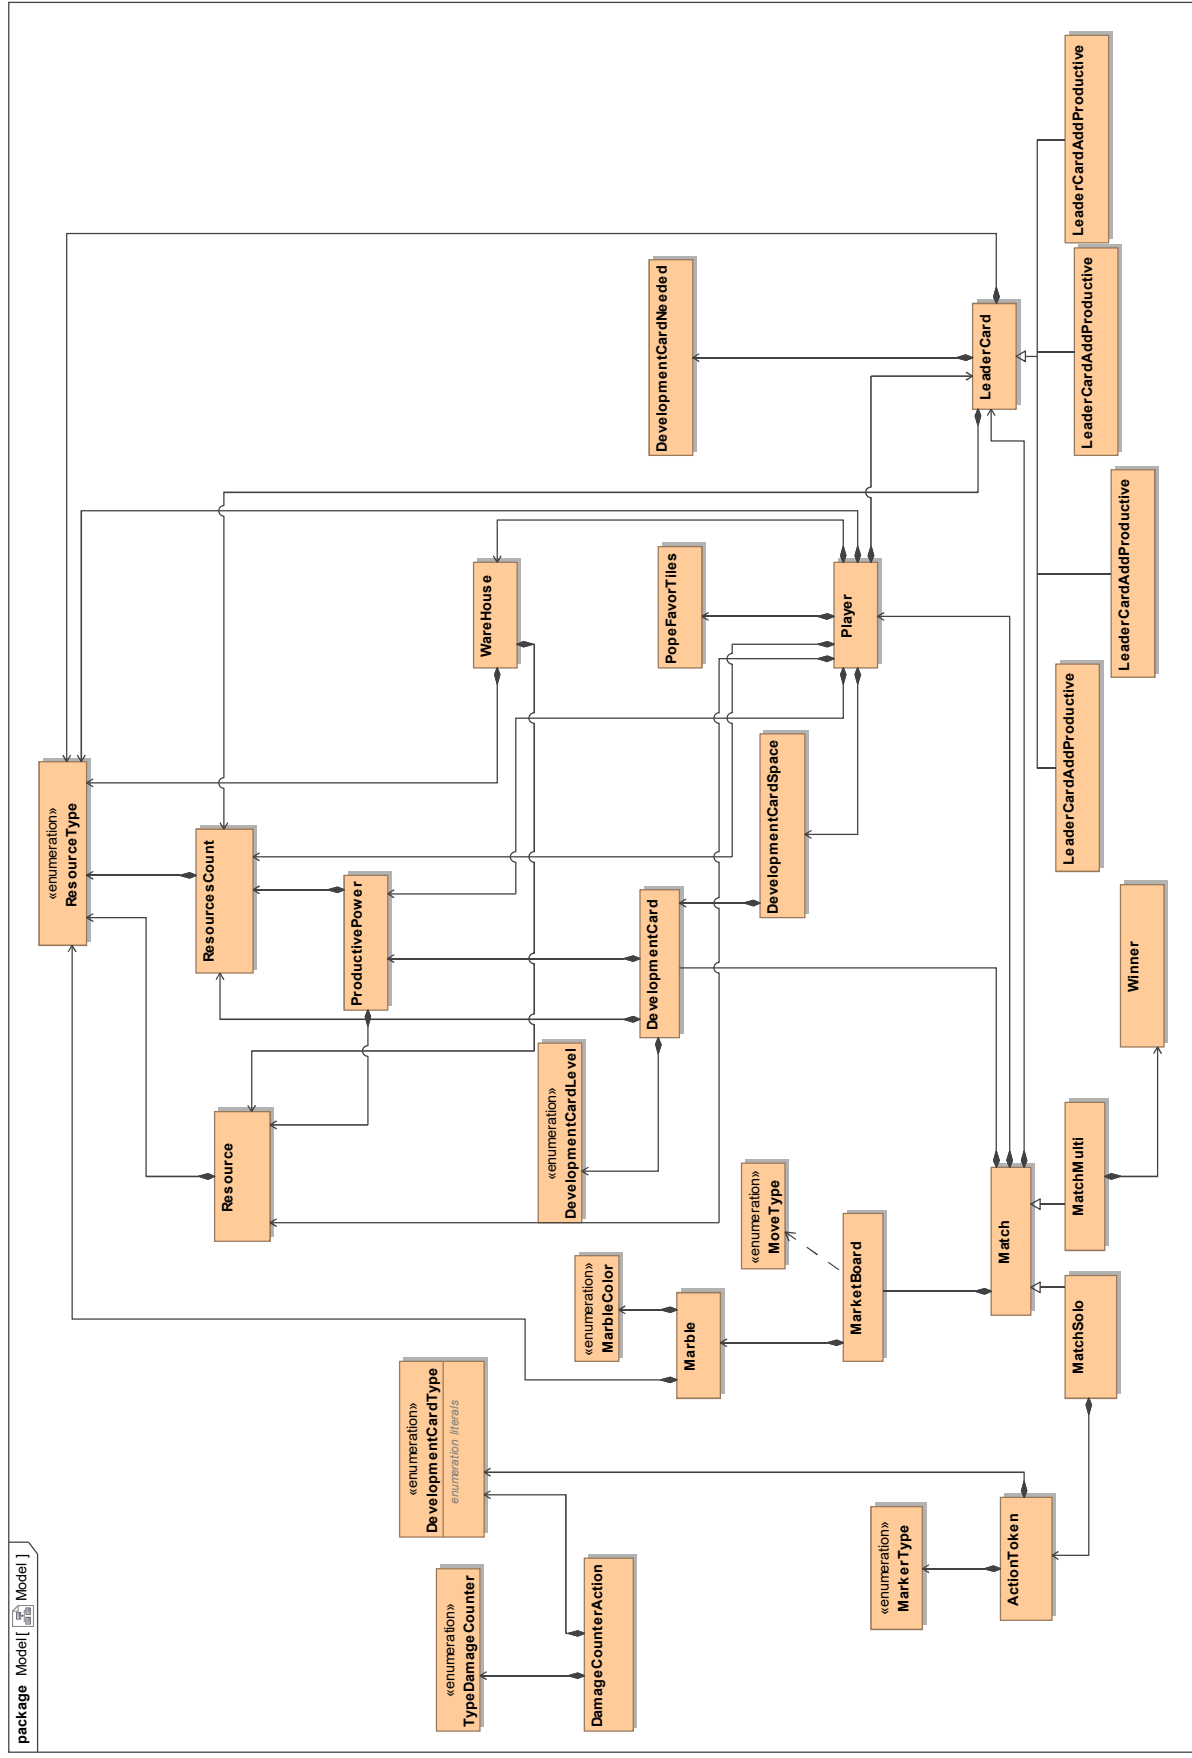 package Model[ Model ]
«enumeration»
ResourceType
Resource
ResourcesCount
ProductivePower
«enumeration»
TypeDamageCounter
«enumeration»
DevelopmentCardType
enumeration literals
WareHouse
«enumeration»
DevelopmentCardLevel
DamageCounterAction
«enumeration»
MarbleColor
Marble
DevelopmentCard
PopeFavorTiles
DevelopmentCardNeeded
«enumeration»
MoveType
DevelopmentCardSpace
MarketBoard
Player
«enumeration»
MarkerType
ActionToken
Match
LeaderCard
MatchSolo
MatchMulti
Winner
LeaderCardAddProductive
LeaderCardAddProductive
LeaderCardAddProductive
LeaderCardAddProductive